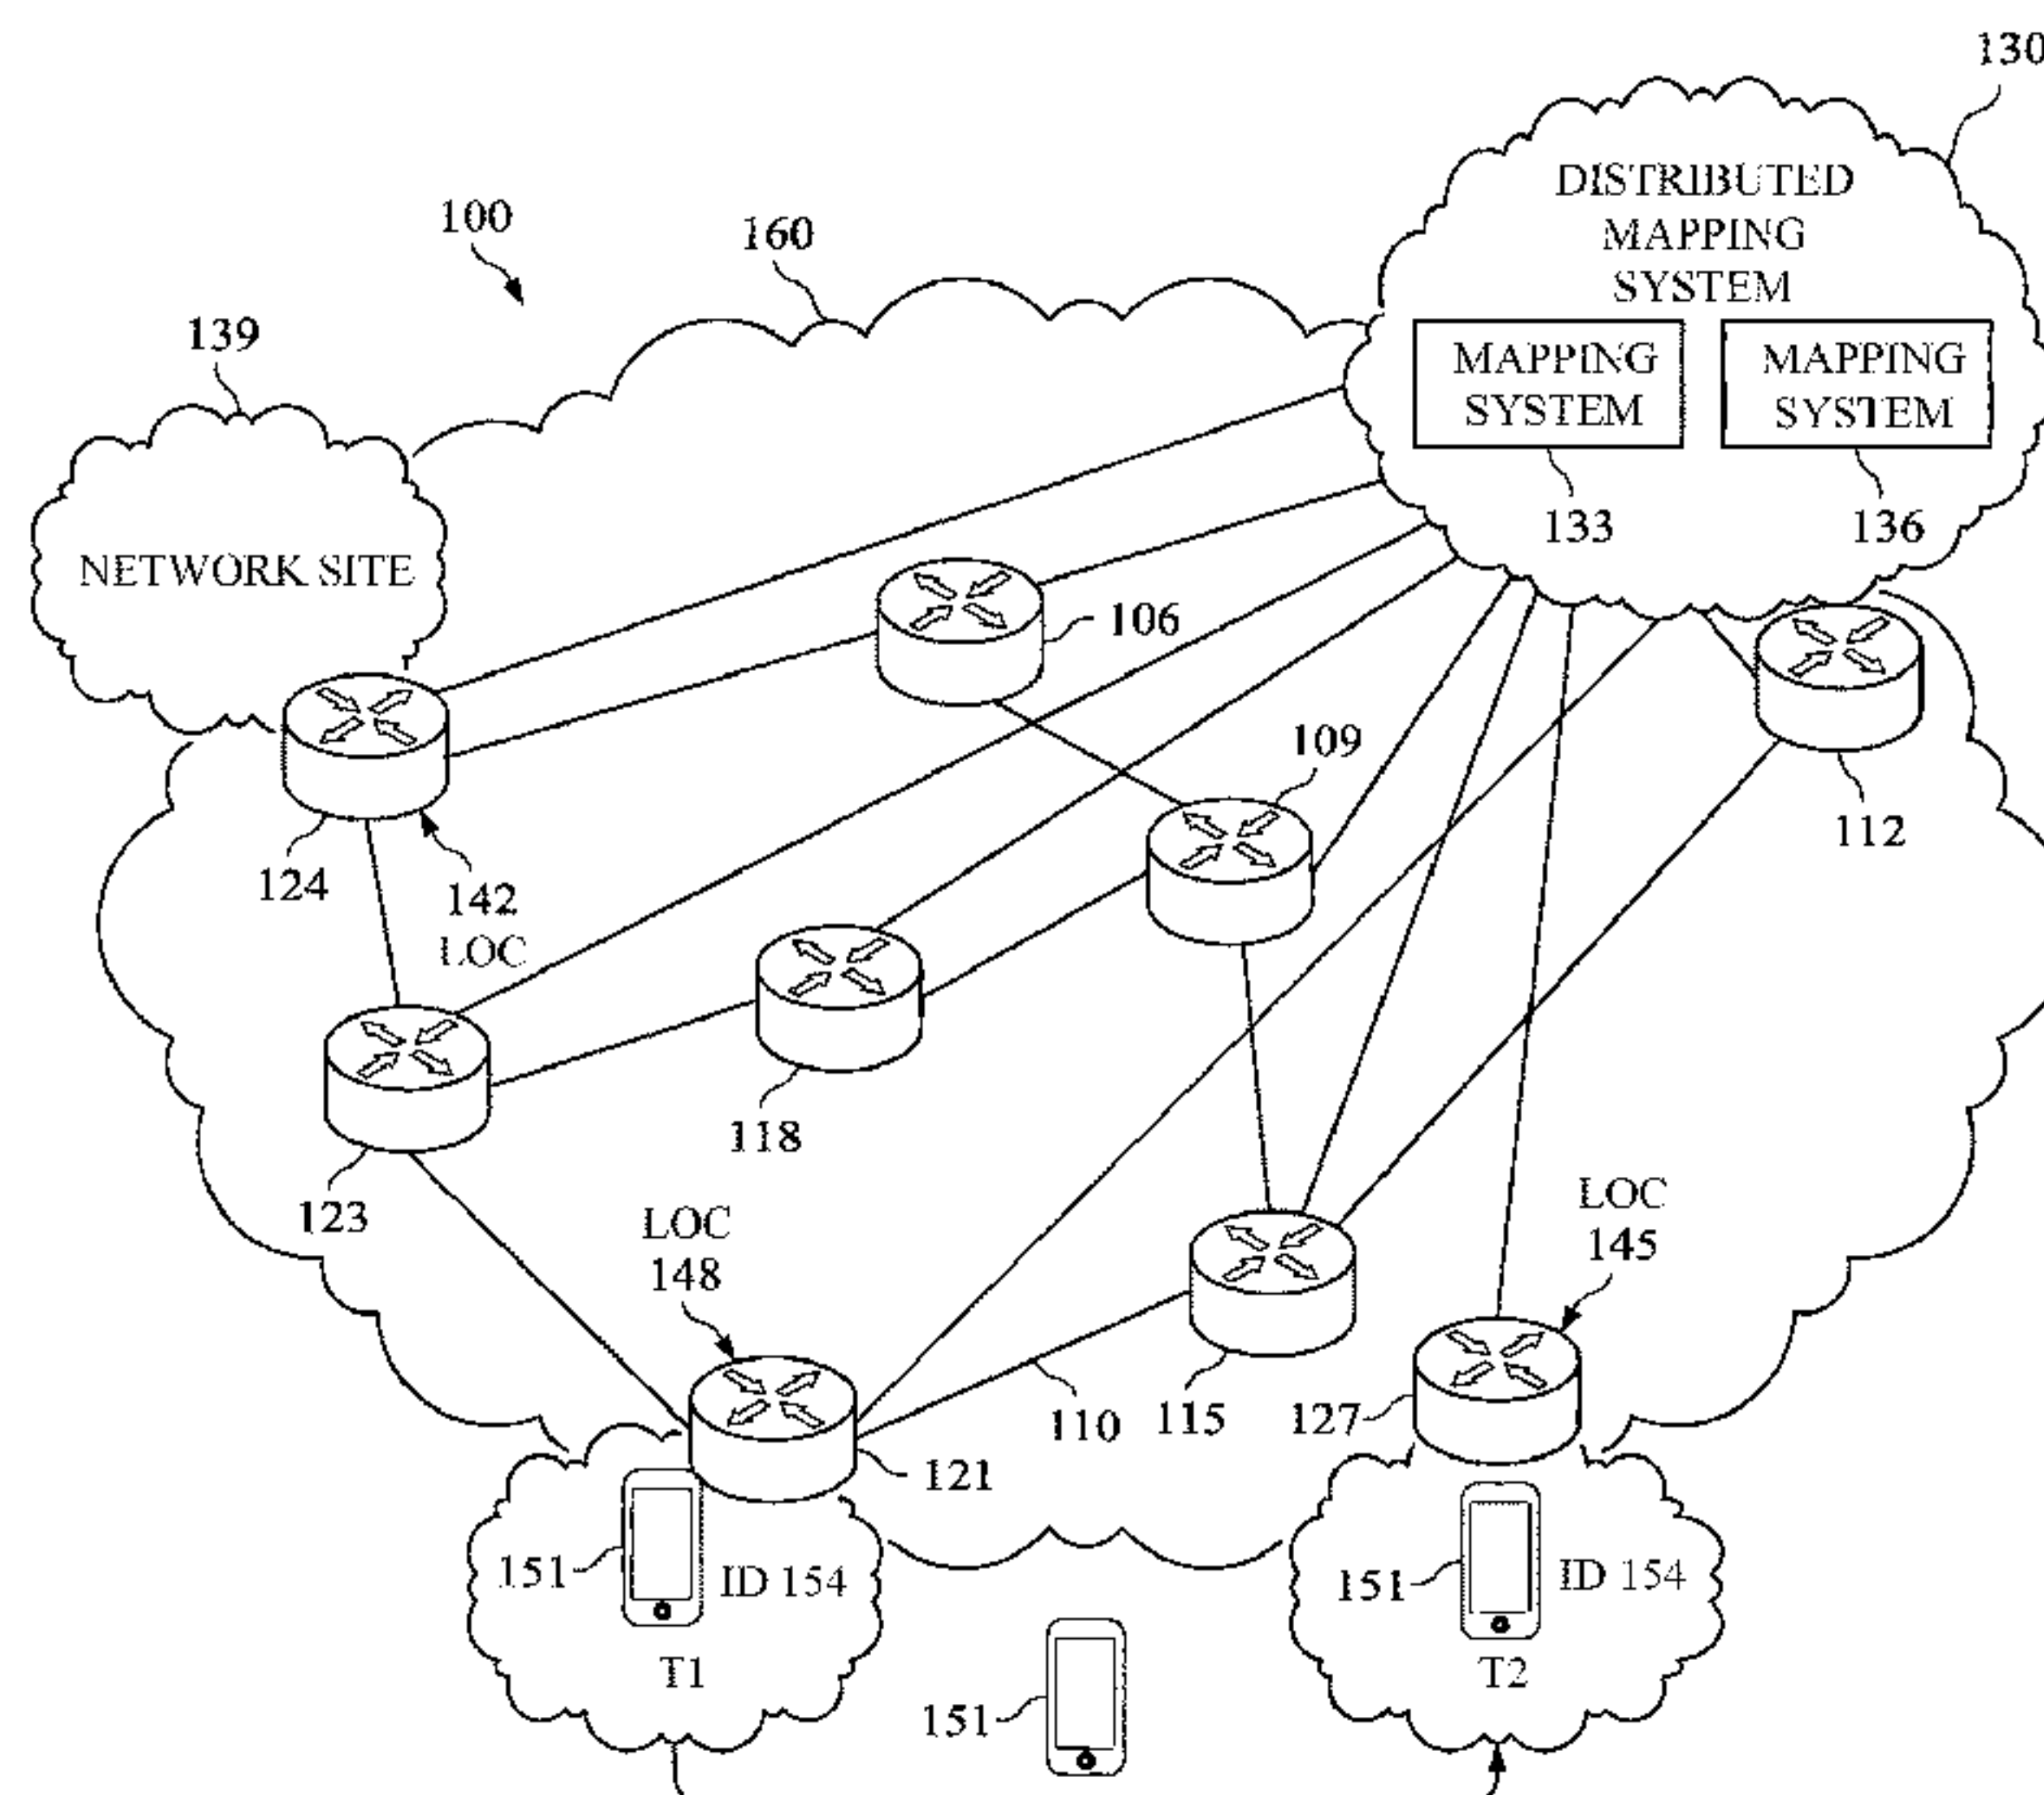 130
DISTRIBUTED
MAPPING
SYSTEM
100
160
139
MAPPING
SYSTEM
MAPPING
SYSTEM
133
136
NETWORK SITE
106
109
112
124
142
LOC
118
123
LOC
148
LOC
145
110
115
127
121
151
ID 154
T1
151
151
ID 154
T2